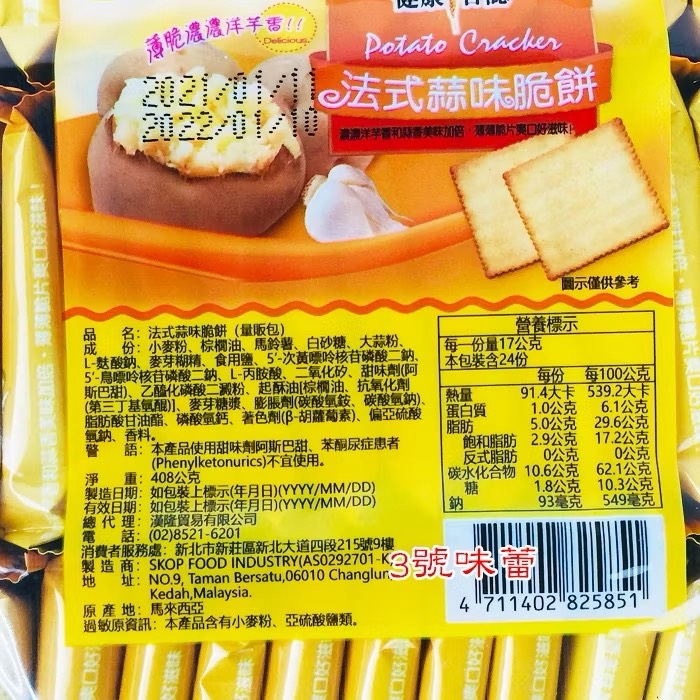 薄脆濃濃洋芋香!!
Delicious
2021/01/11
2022/01/10
Potato Cracker
法式蒜味脆餅
濃濃洋芋香和蒜香美味加倍，薄薄脆片爽口好滋味!
圖示僅供參考
品 名: 法式蒜味脆餅 (量販包)
成 份: 小麥粉、棕櫚油、馬鈴薯、白砂糖、大蒜粉、
L-麩酸鈉、麥芽糊精、食用鹽、5'-次黃嘌呤核苷磷酸二鈉、
5'-鳥嘌呤核苷磷酸二鈉、L-丙胺酸、二氧化矽、甜味劑(阿
斯巴甜)、乙醯化磷酸二澱粉、起酥油[棕櫚油、抗氧化劑
(第三丁基氫醌)]、麥芽糖漿、膨脹劑(碳酸氫銨、碳酸氫鈉)、
脂肪酸甘油酯、磷酸氫鈣、著色劑(β-胡蘿蔔素)、偏亞硫酸
氫鈉、香料。
警 語: 本產品使用甜味劑阿斯巴甜、苯酮尿症患者
(Phenylketonurics)不宜使用。
淨 重: 408公克
製造日期: 如包裝上標示(年月日)(YYYY/MM/DD)
有效日期: 如包裝上標示(年月日)(YYYY/MM/DD)
總 代 理: 漢隆貿易有限公司
電 話: (02)8521-6201
消費者服務處: 新北市新莊區新北大道四段215號9樓
製 造 商: SKOP FOOD INDUSTRY(AS0292701-K
地 址: NO.9, Taman Bersatu,06010 Changlun
Kedah,Malaysia.
原 產 地: 馬來西亞
過敏原資訊: 本產品含有小麥粉、亞硫酸鹽類。
營養標示
每一份量17公克
本包裝含24份
每份 每100公克
熱量 91.4大卡 539.2大卡
蛋白質 1.0公克 6.1公克
脂肪 5.0公克 29.6公克
飽和脂肪 2.9公克 17.2公克
反式脂肪 0公克 0公克
碳水化合物 10.6公克 62.1公克
糖 1.8公克 10.3公克
鈉 93毫克 549毫克
3號味蕾
4 711402 825851